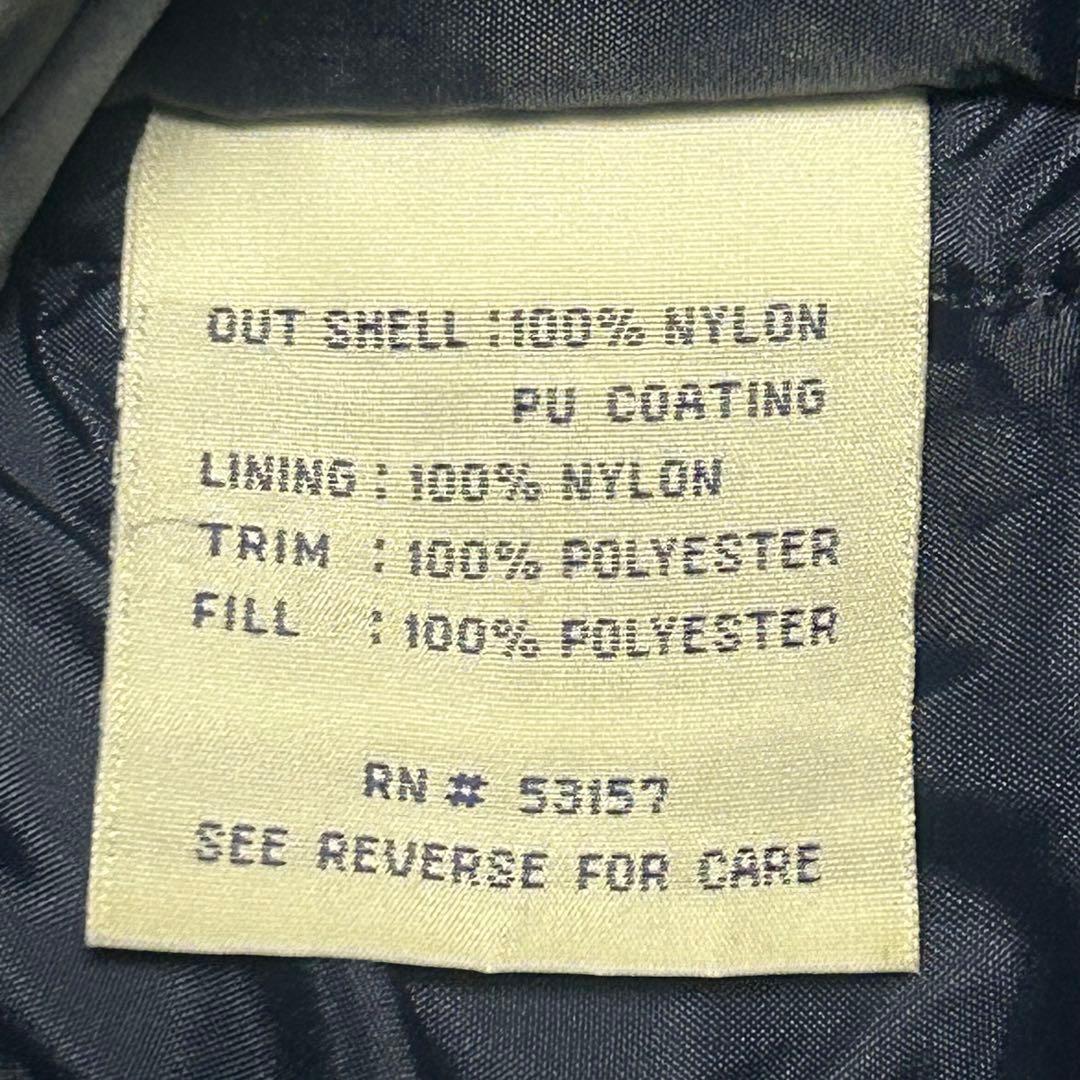 OUT SHELL : 100% NYLON
PU COATING
LINING : 100% NYLON
TRIM : 100% POLYESTER
FILL : 100% POLYESTER
RN # 53157
SEE REVERSE FOR CARE